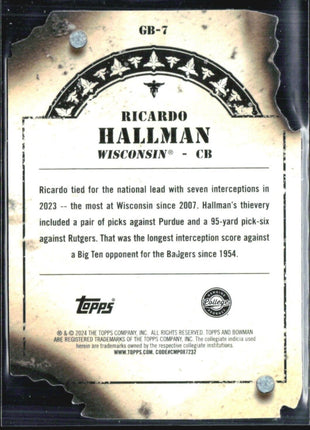 GB-7
RICARDO
HALLMAN
WISCONSIN® - CB
Ricardo tied for the national lead with seven interceptions in
2023 -- the most at Wisconsin since 2007. Hallman's thievery
included a pair of picks against Purdue and a 95-yard pick-six
against Rutgers. That was the longest interception score against
a Big Ten opponent for the Badgers since 1954.
topps
College
® & © 2024 THE TOPPS COMPANY, INC. ALL RIGHTS RESERVED. TOPPS AND BOWMAN
ARE REGISTERED TRADEMARKS OF THE TOPPS COMPANY, INC. The collegiate indicia used
herein are trademarks owned by the respective collegiate institutions.
WWW.TOPPS.COM. CODE#CMP087232